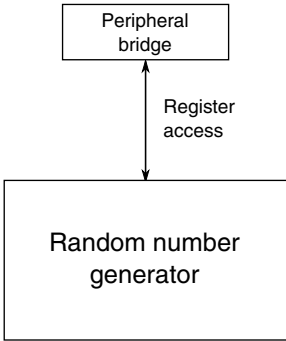 Peripheral
bridge
Register
access
Random number
generator